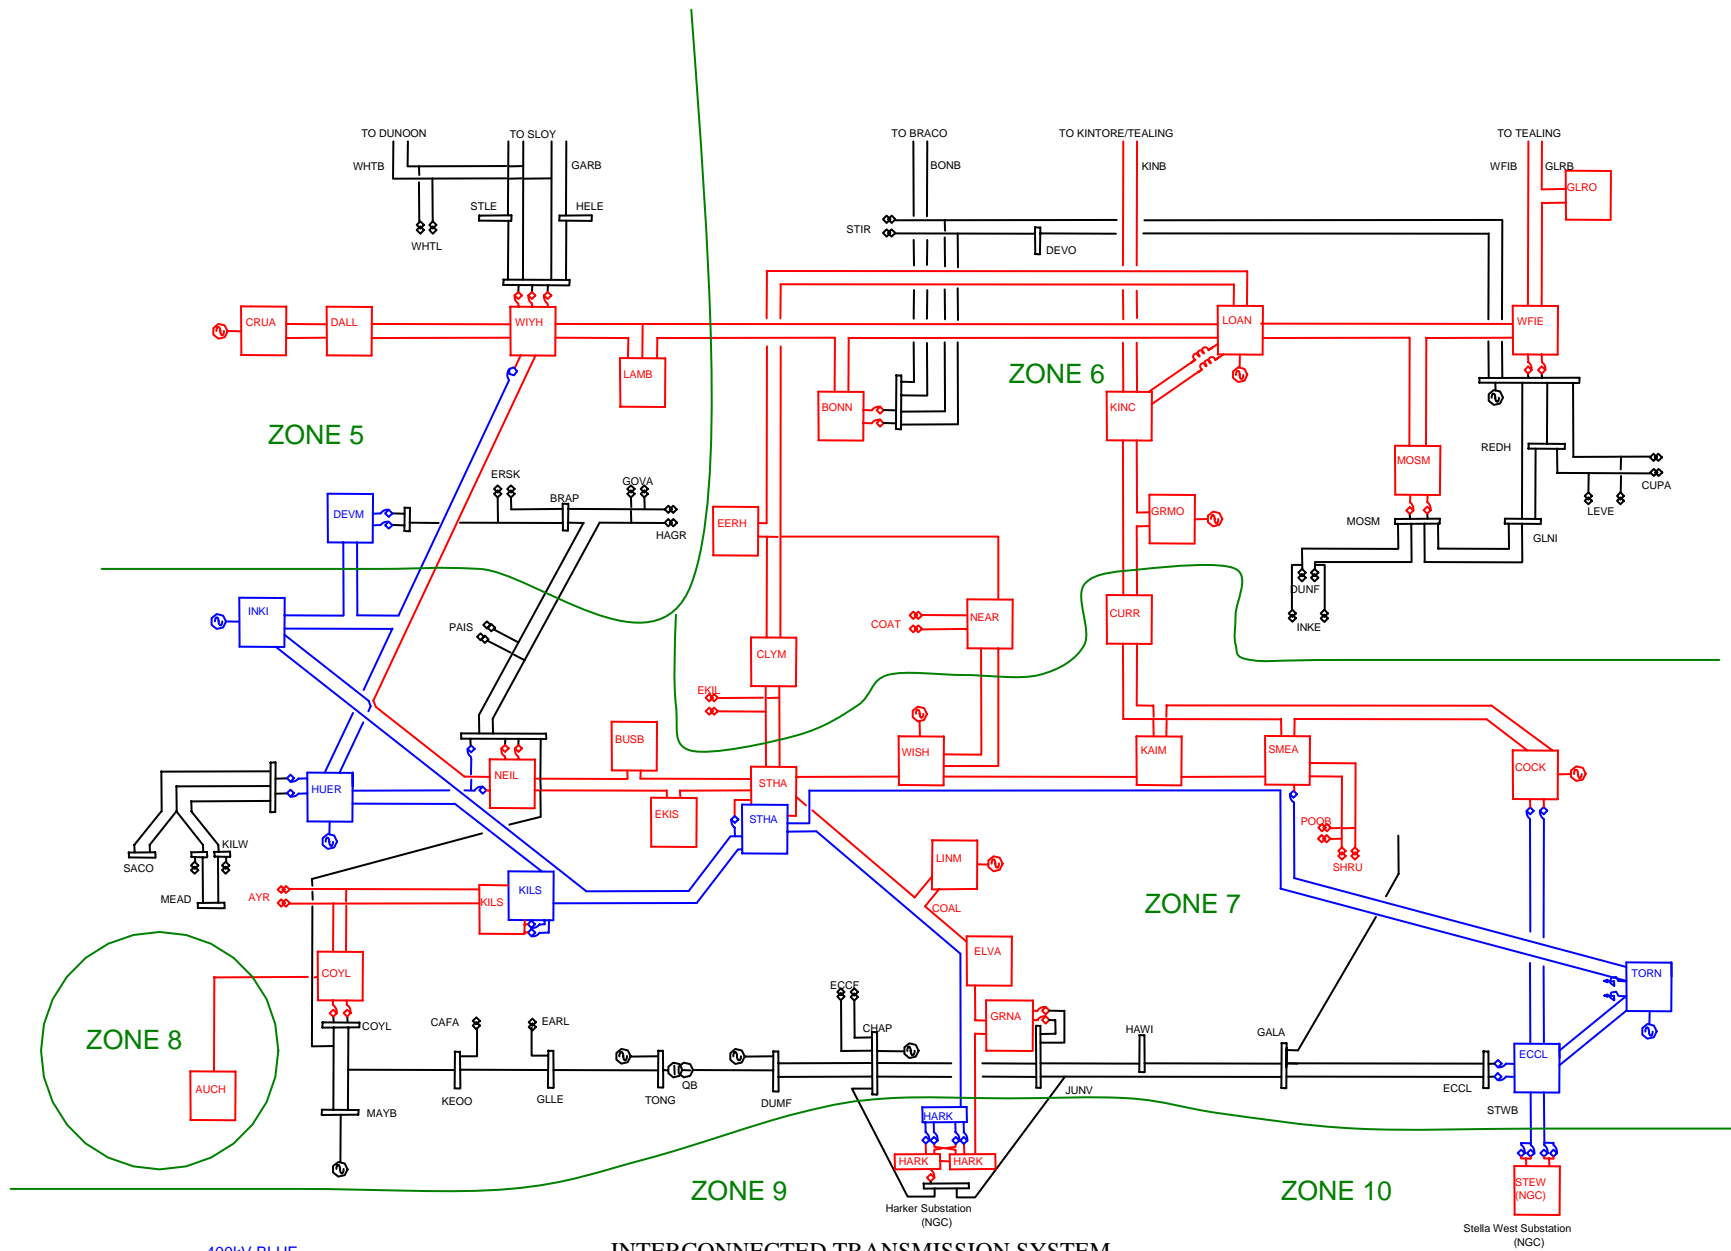 TO DUNOON
TO SLOY
TO BRACO
TO KINTORE/TEALING
TO TEALING
WHTB
GARB
BONB
KINB
WFIB
GLRB
GLRO
STLE
HELE
STIR
WHTL
DEVO
CRUA
DALL
WIYH
LOAN
WFIE
LAMB
ZONE 6
BONN
KINC
ZONE 5
REDH
MOSM
ERSK
GOVA
CUPA
BRAP
LEVE
DEVM
EERH
GRMO
MOSM
HAGR
GLNI
DUNF
INKI
CURR
NEAR
PAIS
COAT
INKE
CLYM
EKIL
BUSB
WISH
KAIM
SMEA
COCK
NEIL
HUER
STHA
EKIS
STHA
POOB
KILW
SACO
LINM
SHRU
KILS
KILS
MEAD
AYR
COAL
ZONE 7
ELVA
COYL
TORN
ECCF
GRNA
CAFA
EARL
COYL
CHAP
HAWI
GALA
ZONE 8
ECCL
AUCH
QB
ECCL
KEOO
GLLE
TONG
DUMF
JUNV
MAYB
HARK
STWB
HARK
HARK
ZONE 9
ZONE 10
STEW
(NGC)
Harker Substation
(NGC)
Stella West Substation
(NGC)
400kV BLUE
INTERCONNECTED TRANSMISSION SYSTEM